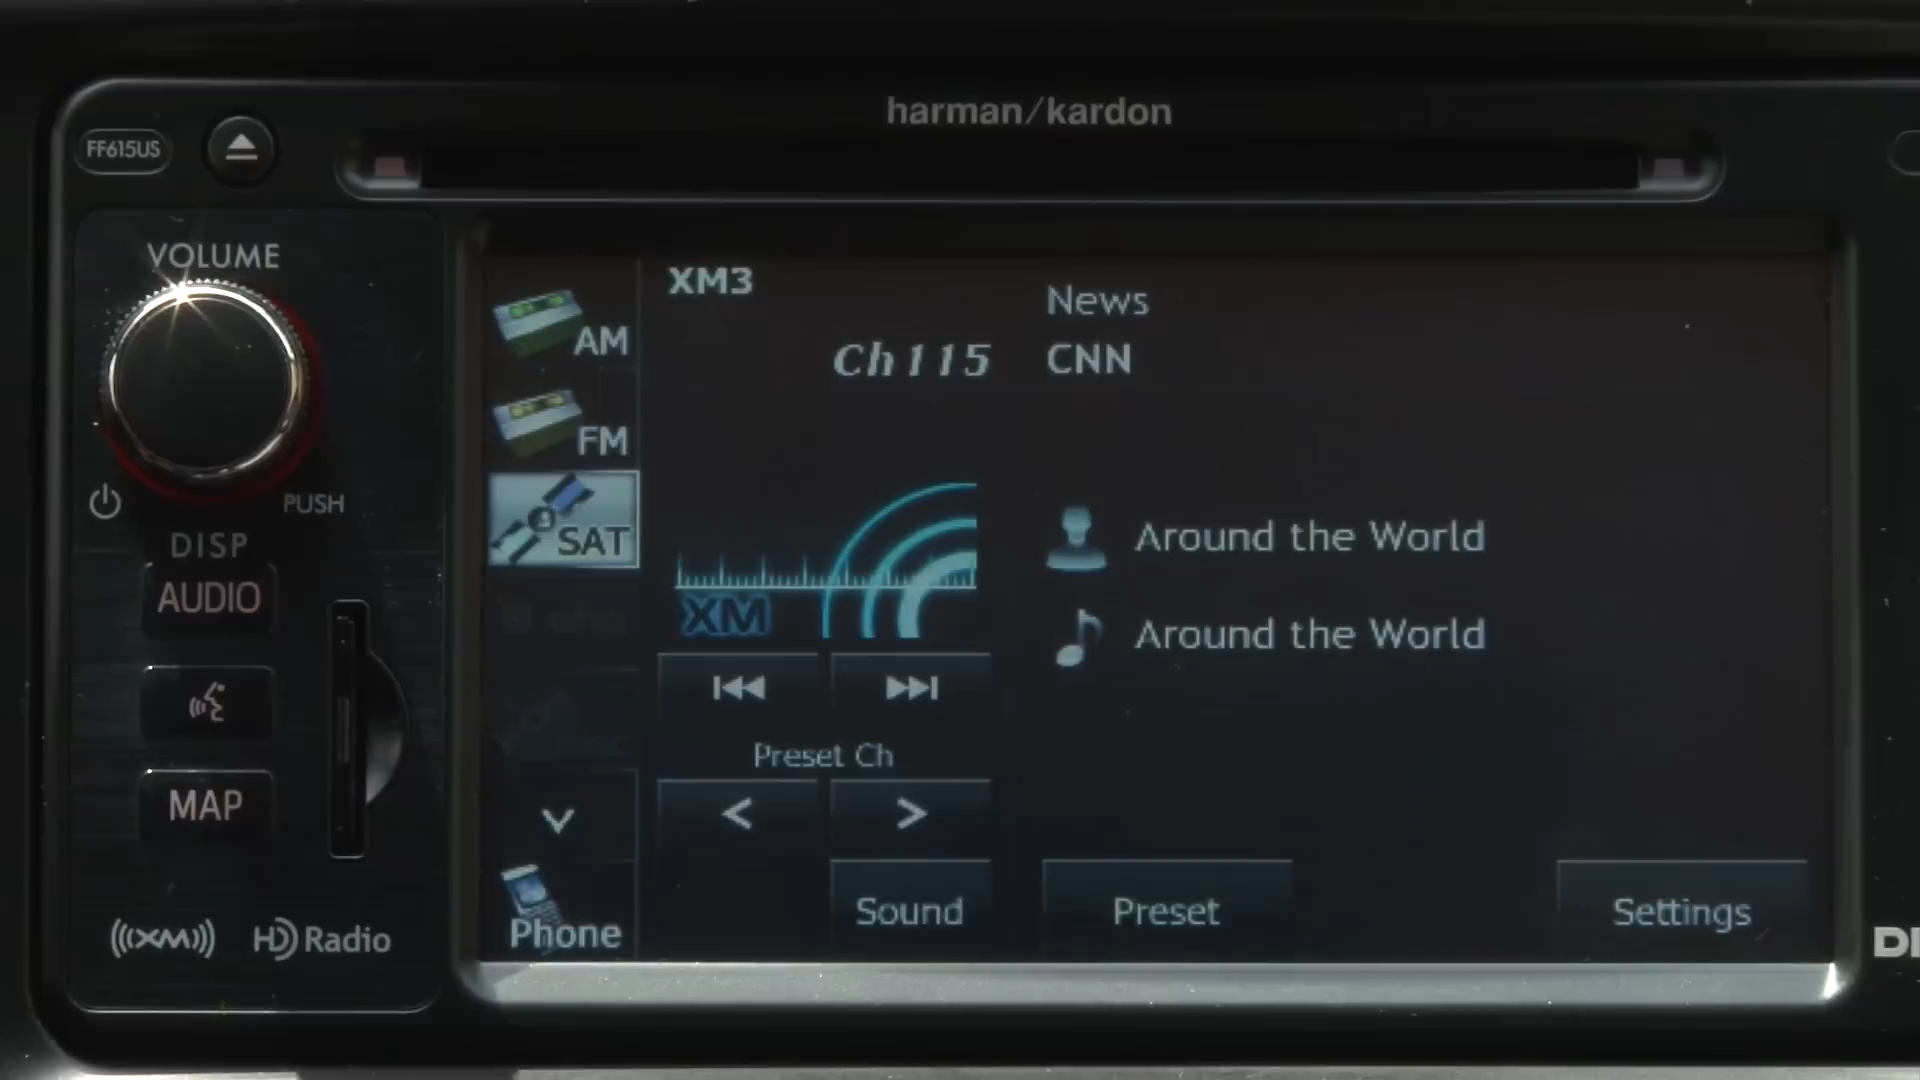 harman/kardon
FF615US
VOLUME
PUSH
DISP
AUDIO
MAP
XM
HD Radio
AM
FM
SAT
Phone
XM3
Ch115
XM
Preset Ch
Sound
News
CNN
Around the World
Around the World
Preset
Settings